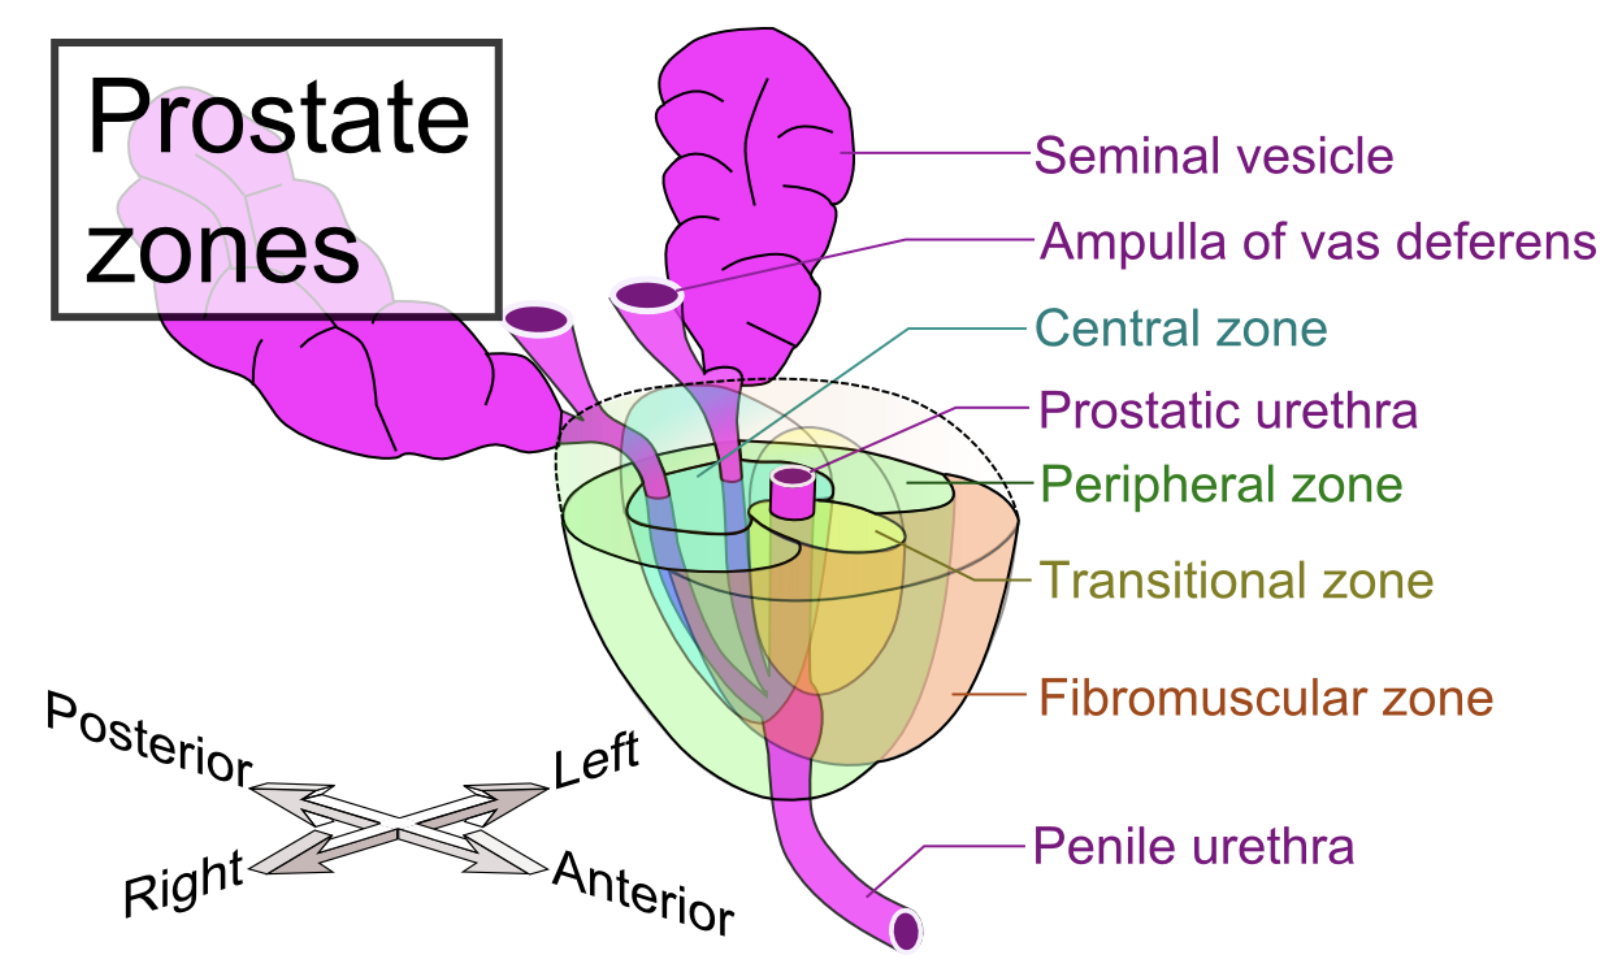 Prostate
zones
Seminal vesicle
Ampulla of vas deferens
Central zone
Prostatic urethra
Peripheral zone
Transitional zone
Fibromuscular zone
Penile urethra
Posterior
Left
Right
Anterior